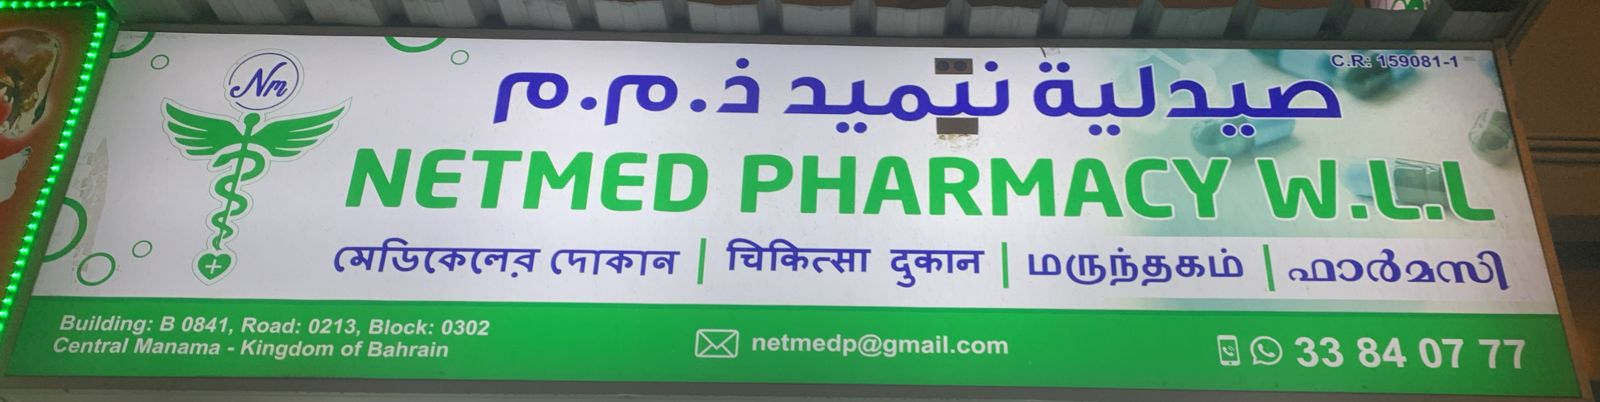 Nm
C.R: 159081-1
صيدلية نتميد ذ.م.م
NETMED PHARMACY W.L.L
মেডিকেলের দোকান | चिकित्सा दुकान | மருந்தகம் | ഫാർമസി
Building: B 0841, Road: 0213, Block: 0302
Central Manama - Kingdom of Bahrain
netmedp@gmail.com
33 84 07 77